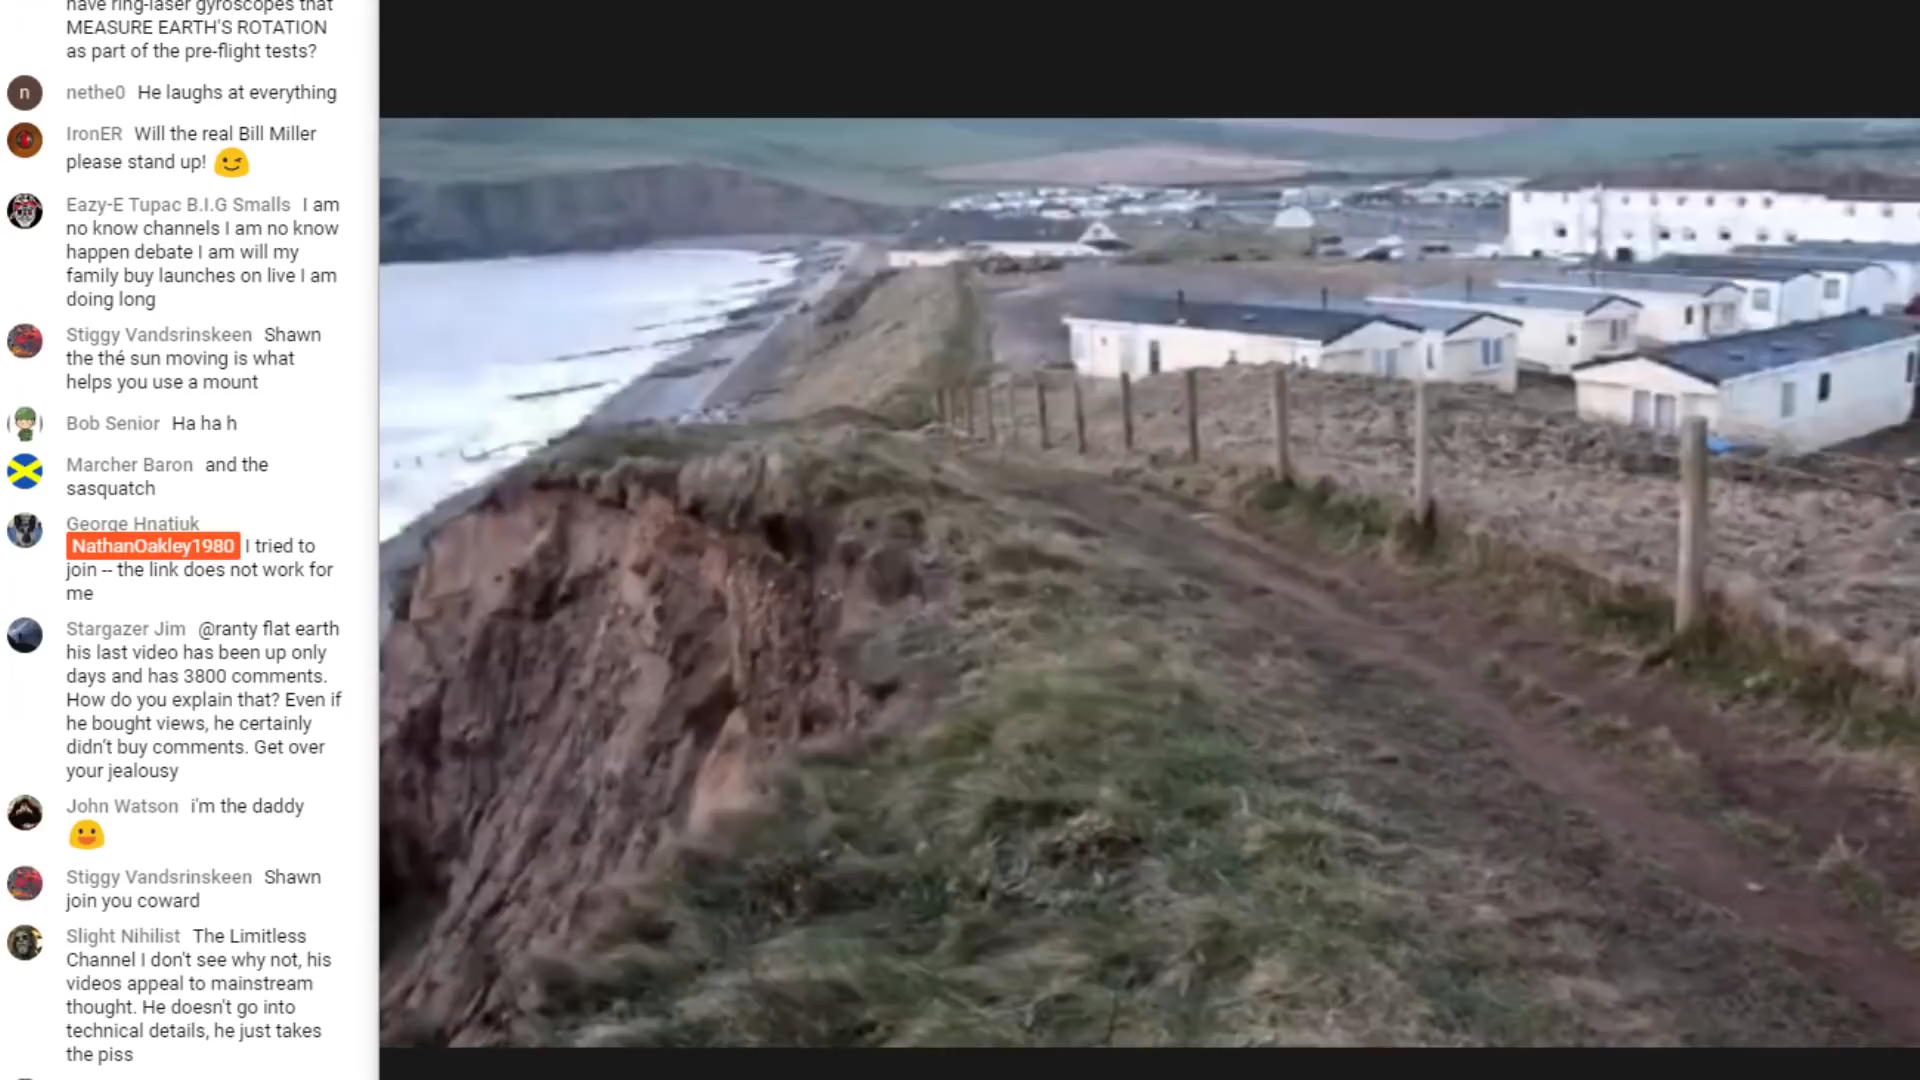 have ring-laser gyroscopes that
MEASURE EARTH'S ROTATION
as part of the pre-flight tests?
n
nethe0 He laughs at everything
IronER Will the real Bill Miller
please stand up!
Eazy-E Tupac B.I.G Smalls I am
no know channels I am no know
happen debate I am will my
family buy launches on live I am
doing long
Stiggy Vandsrinskeen Shawn
the thé sun moving is what
helps you use a mount
Bob Senior Ha ha h
Marcher Baron and the
sasquatch
George Hnatiuk
NathanOakley1980 I tried to
join -- the link does not work for
me
Stargazer Jim @ranty flat earth
his last video has been up only
days and has 3800 comments.
How do you explain that? Even if
he bought views, he certainly
didn't buy comments. Get over
your jealousy
John Watson i'm the daddy
Stiggy Vandsrinskeen Shawn
join you coward
Slight Nihilist The Limitless
Channel I don't see why not, his
videos appeal to mainstream
thought. He doesn't go into
technical details, he just takes
the piss